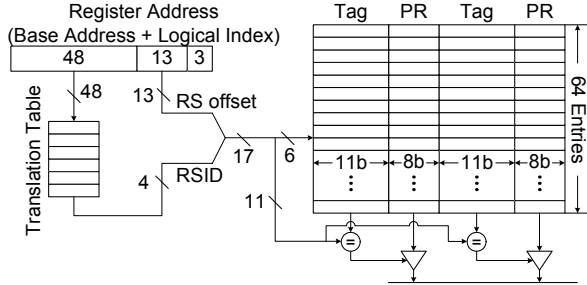 Register Address
(Base Address + Logical Index)
48
13
3
48
13
RS offset
Translation Table
4
RSID
17
6
11
Tag
PR
Tag
PR
11b
8b
11b
8b
64 Entries
=
=